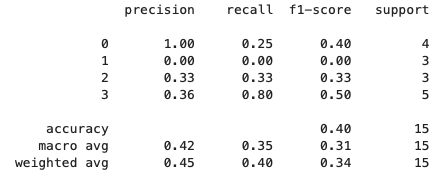 precision recall f1-score support
0 1.00 0.25 0.40 4
1 0.00 0.00 0.00 3
2 0.33 0.33 0.33 3
3 0.36 0.80 0.50 5
accuracy 0.40 15
macro avg 0.42 0.35 0.31 15
weighted avg 0.45 0.40 0.34 15